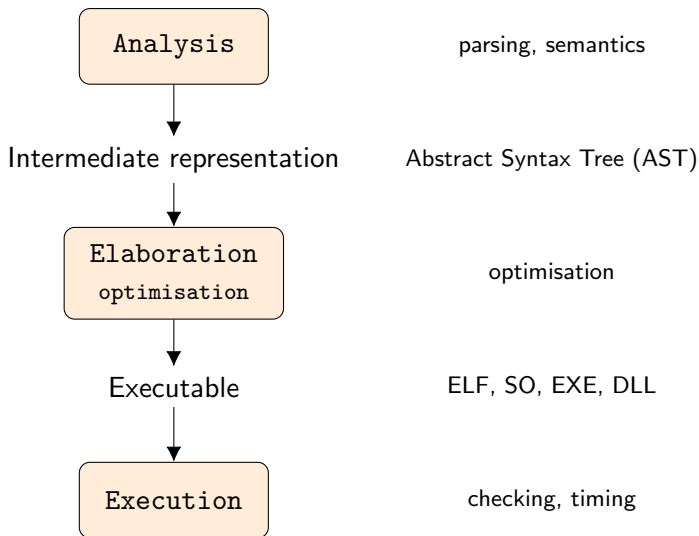 Analysis
parsing, semantics
Intermediate representation
Abstract Syntax Tree (AST)
Elaboration
optimisation
optimisation
Executable
ELF, SO, EXE, DLL
Execution
checking, timing